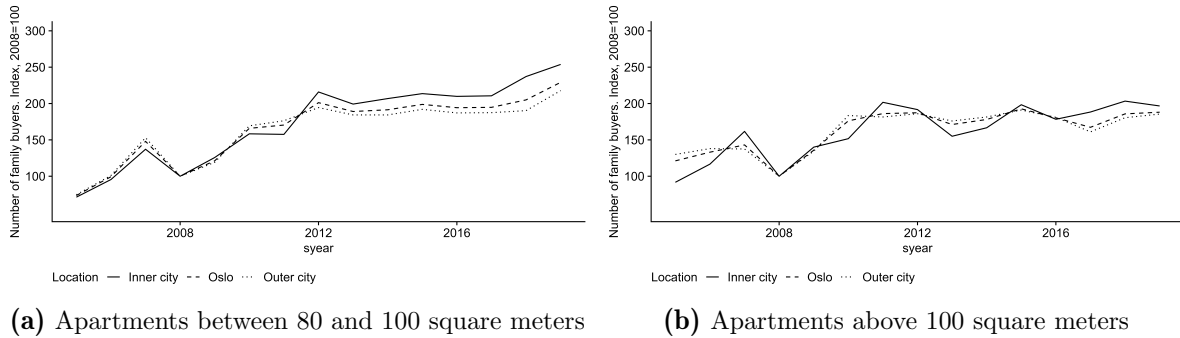 Number of family buyers. Index, 2008=100
300
250
200
150
100
2008 2012 2016
syear
Location Inner city Oslo Outer city
(a) Apartments between 80 and 100 square meters
Number of family buyers. Index, 2008=100
300
250
200
150
100
2008 2012 2016
syear
Location Inner city Oslo Outer city
(b) Apartments above 100 square meters